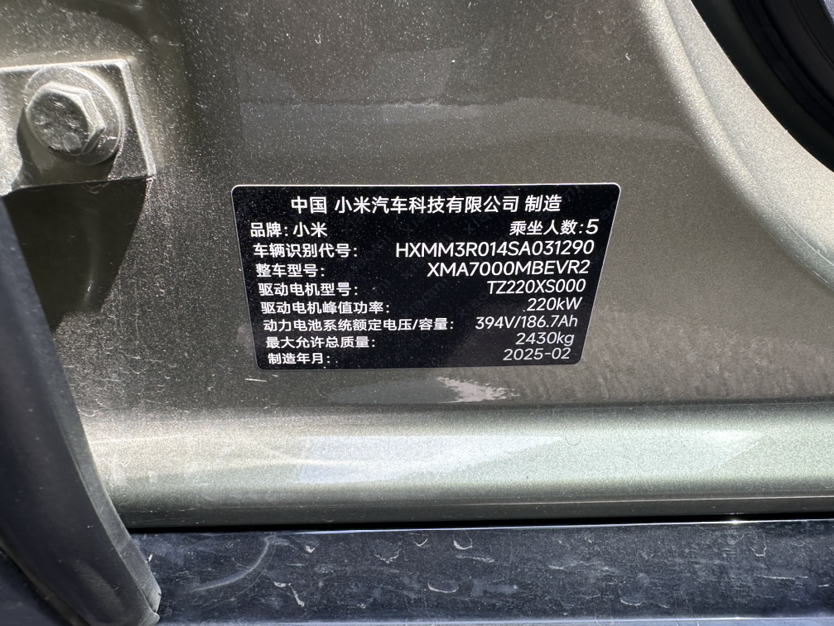 中国 小米汽车科技有限公司 制造
品牌：小米 乘坐人数：5
车辆识别代号： HXMM3R014SA031290
整车型号： XMA7000MBEVR2
驱动电机型号： TZ220XS000
驱动电机峰值功率： 220kW
动力电池系统额定电压/容量： 394V/186.7Ah
最大允许总质量： 2430kg
制造年月： 2025-02